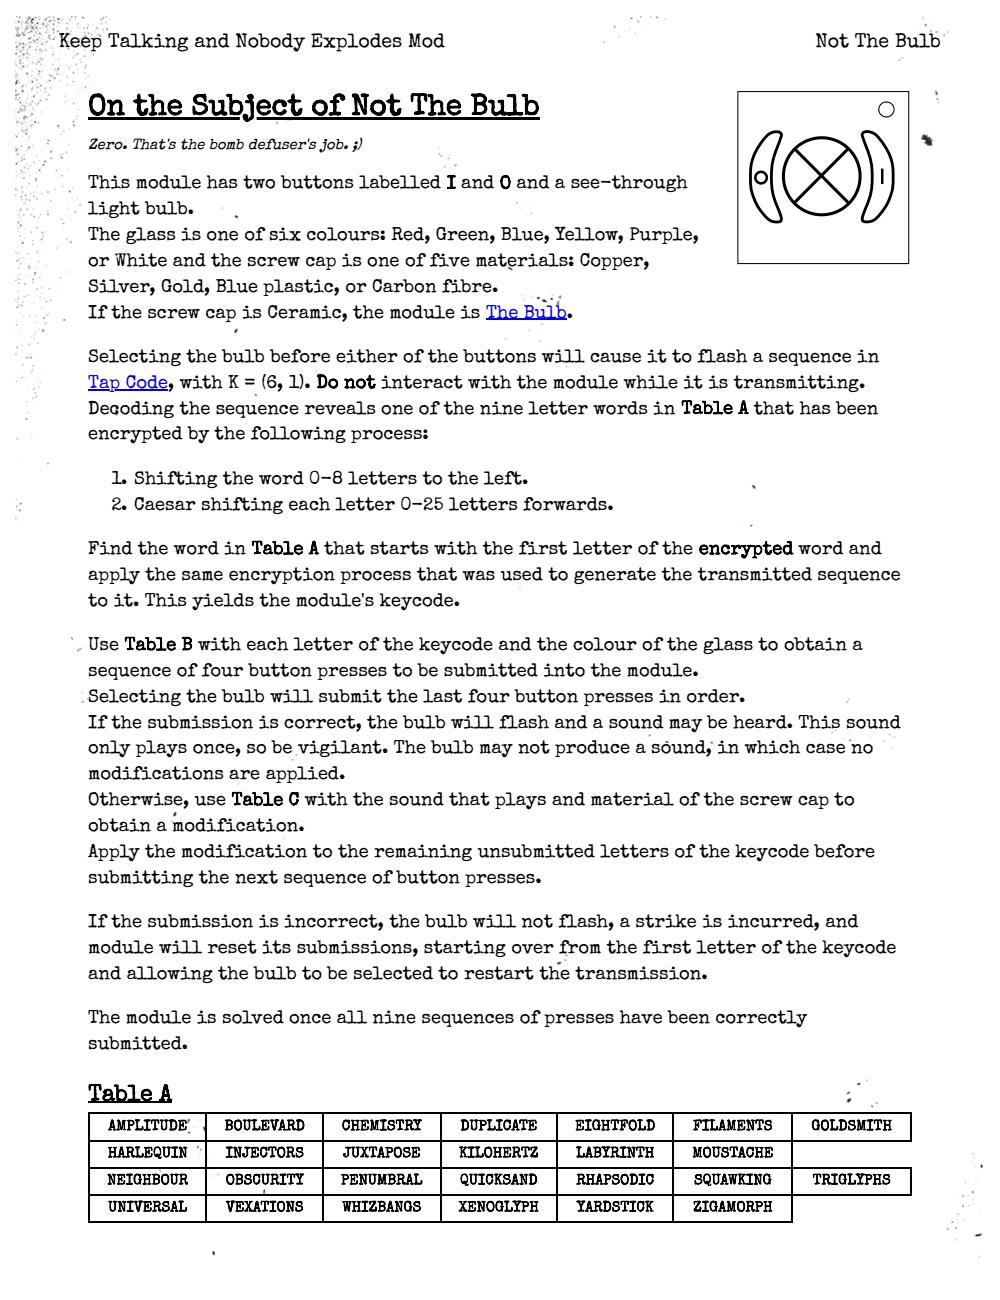 Keep Talking and Nobody Explodes Mod
Not The Bulb
On the Subject of Not The Bulb
Zero. That's the bomb defuser's job. ;)
This module has two buttons labelled I and O and a see-through
light bulb.
The glass is one of six colours: Red, Green, Blue, Yellow, Purple,
or White and the screw cap is one of five materials: Copper,
Silver, Gold, Blue plastic, or Carbon fibre.
If the screw cap is Ceramic, the module is The Bulb.
O I
Selecting the bulb before either of the buttons will cause it to flash a sequence in
Tap Code, with K = (6, 1). Do not interact with the module while it is transmitting.
Decoding the sequence reveals one of the nine letter words in Table A that has been
encrypted by the following process:
1. Shifting the word 0-8 letters to the left.
2. Caesar shifting each letter 0-25 letters forwards.
Find the word in Table A that starts with the first letter of the encrypted word and
apply the same encryption process that was used to generate the transmitted sequence
to it. This yields the module's keycode.
Use Table B with each letter of the keycode and the colour of the glass to obtain a
sequence of four button presses to be submitted into the module.
Selecting the bulb will submit the last four button presses in order.
If the submission is correct, the bulb will flash and a sound may be heard. This sound
only plays once, so be vigilant. The bulb may not produce a sound, in which case no
modifications are applied.
Otherwise, use Table C with the sound that plays and material of the screw cap to
obtain a modification.
Apply the modification to the remaining unsubmitted letters of the keycode before
submitting the next sequence of button presses.
If the submission is incorrect, the bulb will not flash, a strike is incurred, and
module will reset its submissions, starting over from the first letter of the keycode
and allowing the bulb to be selected to restart the transmission.
The module is solved once all nine sequences of presses have been correctly
submitted.
Table A
AMPLITUDE BOULEVARD CHEMISTRY DUPLICATE EIGHTFOLD FILAMENTS GOLDSMITH
HARLEQUIN INJECTORS JUXTAPOSE KILOHERTZ LABYRINTH MOUSTACHE
NEIGHBOUR OBSCURITY PENUMBRAL QUICKSAND RHAPSODIC SQUAWKING TRIGLYPHS
UNIVERSAL VEXATIONS WHIZBANGS XENOGLYPH YARDSTICK ZIGAMORPH